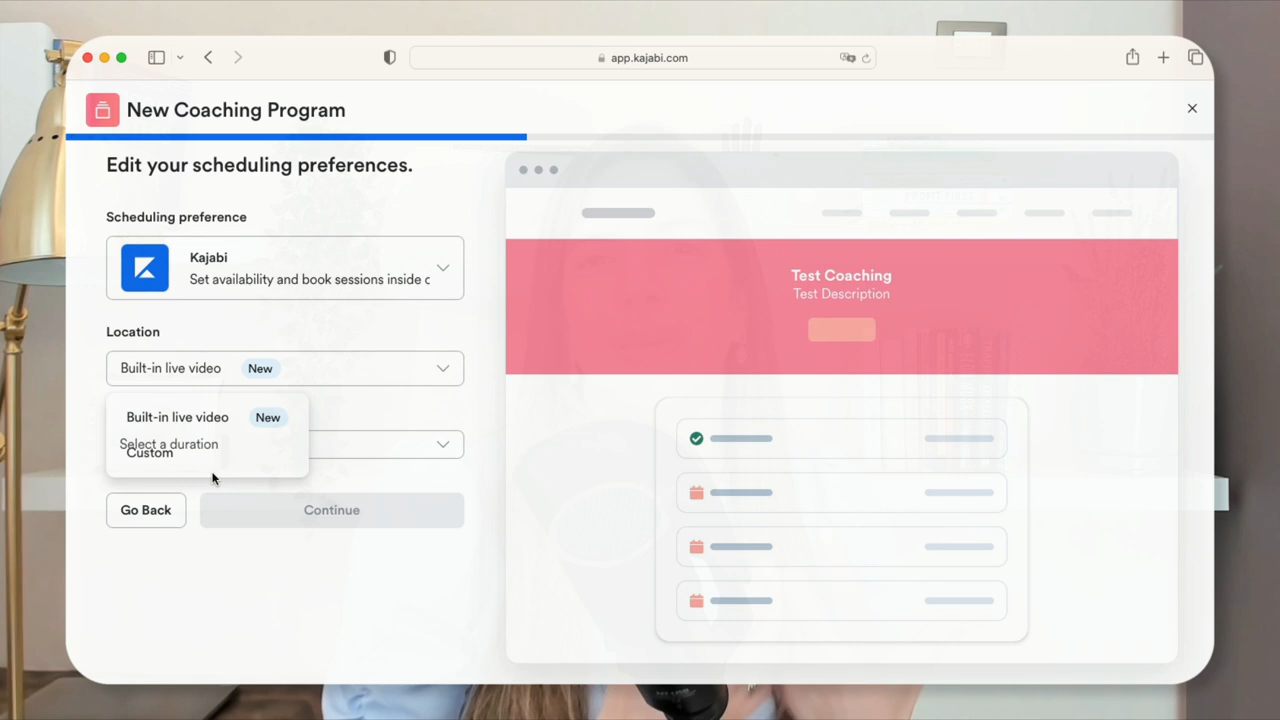 app.kajabi.com
New Coaching Program
Edit your scheduling preferences.
Scheduling preference
Kajabi
Set availability and book sessions inside c
Location
Built-in live video New
Built-in live video New
Select a duration
Custom
Go Back
Continue
Test Coaching
Test Description